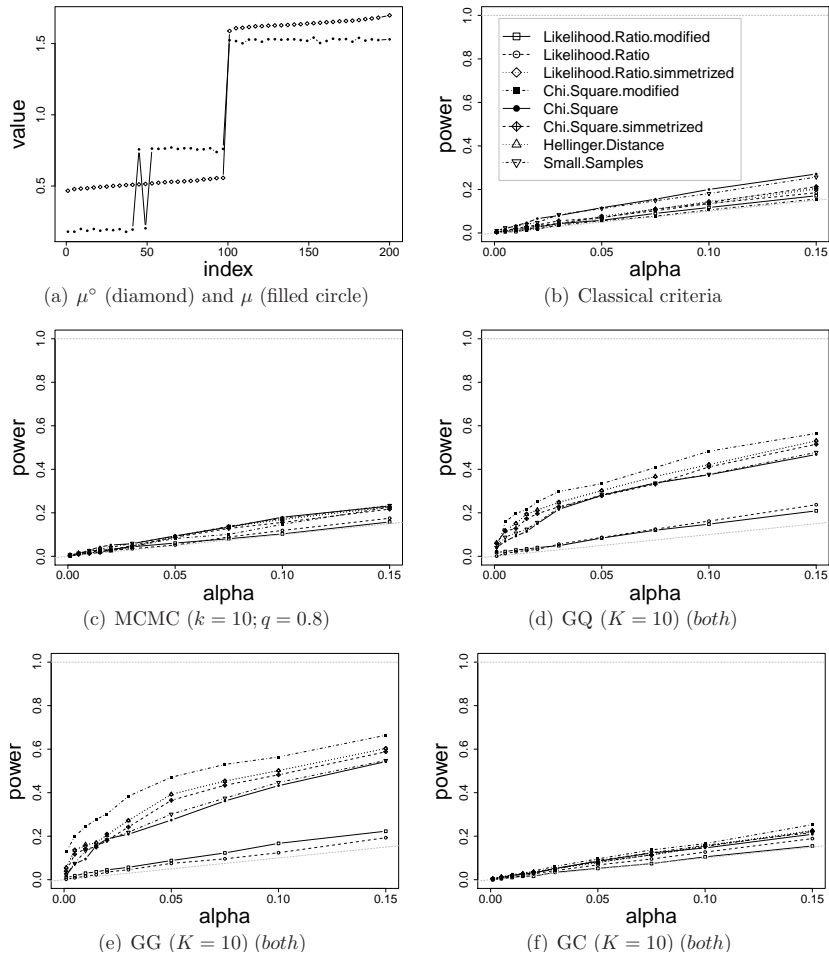 value
0.5 1.0 1.5
0 50 100 150 200
index
(a) μ° (diamond) and μ (filled circle)
power
0.0 0.2 0.4 0.6 0.8 1.0
Likelihood.Ratio.modified
Likelihood.Ratio
Likelihood.Ratio.simmetrized
Chi.Square.modified
Chi.Square
Chi.Square.simmetrized
Hellinger.Distance
Small.Samples
0.00 0.05 0.10 0.15
alpha
(b) Classical criteria
power
0.0 0.2 0.4 0.6 0.8 1.0
0.00 0.05 0.10 0.15
alpha
(c) MCMC (k = 10; q = 0.8)
power
0.0 0.2 0.4 0.6 0.8 1.0
0.00 0.05 0.10 0.15
alpha
(d) GQ (K = 10) (both)
power
0.0 0.2 0.4 0.6 0.8 1.0
0.00 0.05 0.10 0.15
alpha
(e) GG (K = 10) (both)
power
0.0 0.2 0.4 0.6 0.8 1.0
0.00 0.05 0.10 0.15
alpha
(f) GC (K = 10) (both)